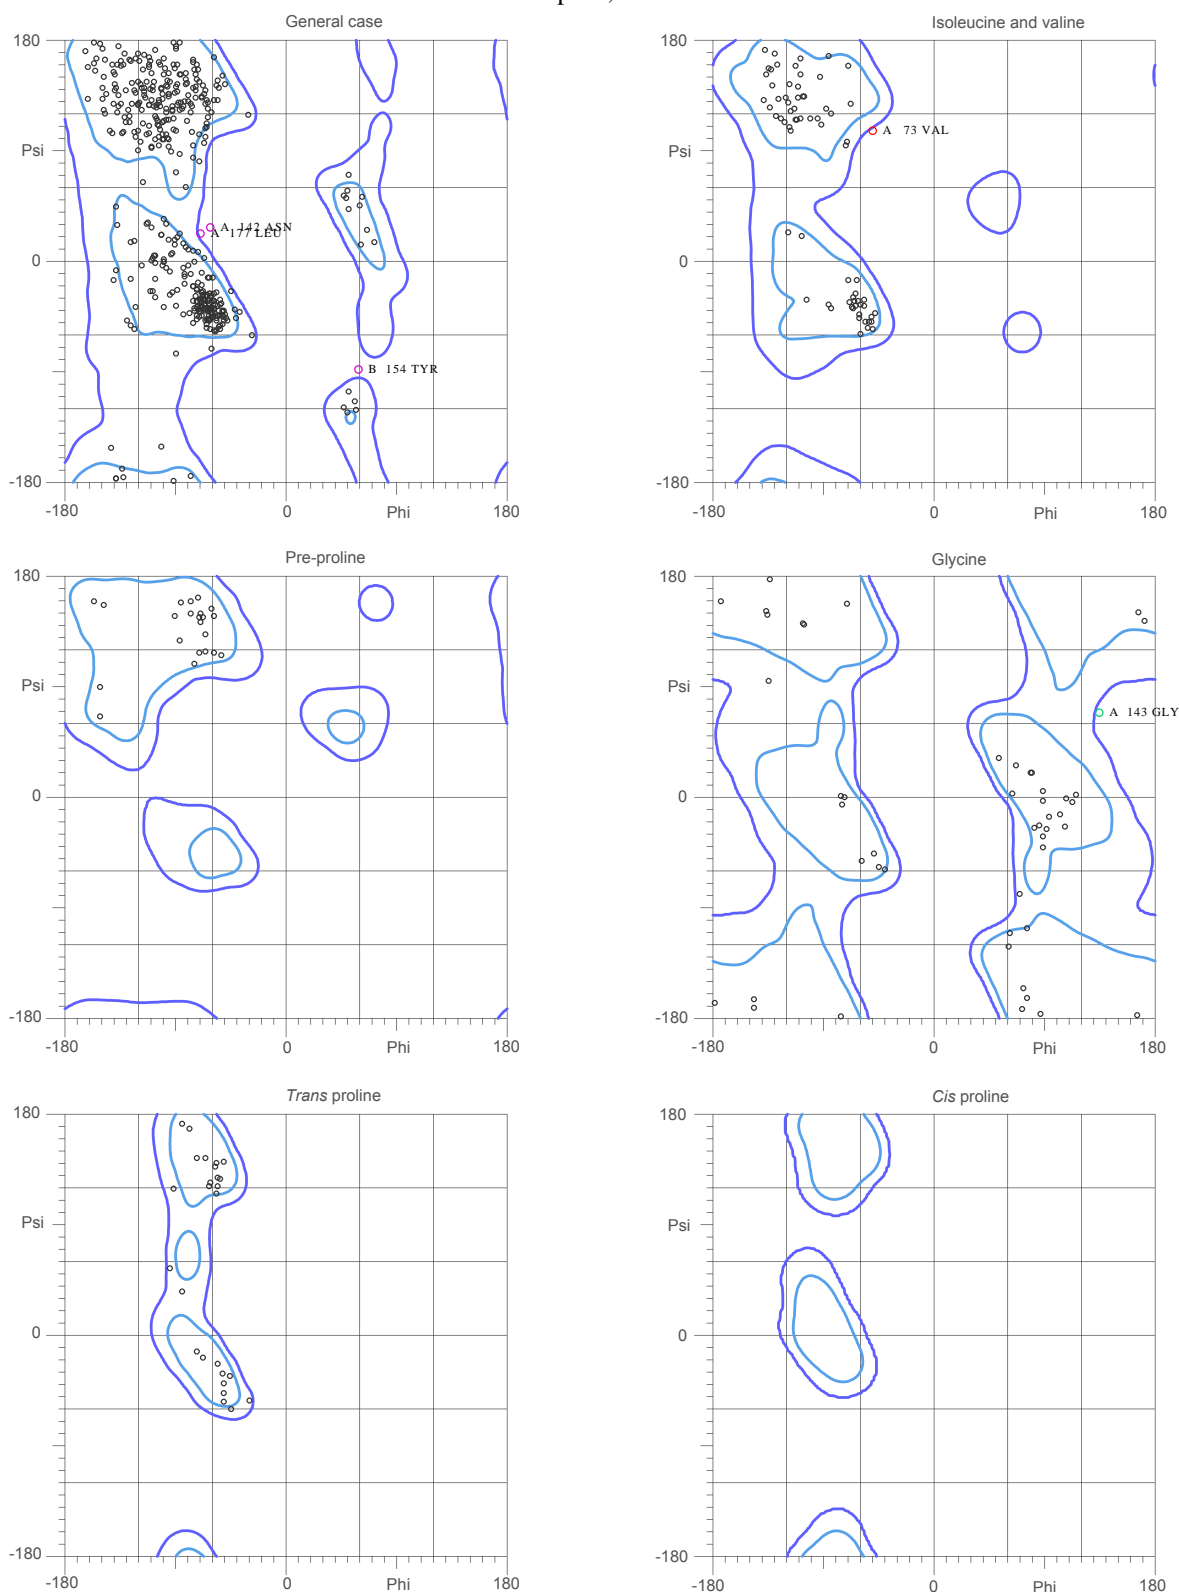 General case
180
Psi
0
-180
-180
0
Phi
180
A 142 ASN
A 177 LEU
B 154 TYR
Isoleucine and valine
180
Psi
0
-180
-180
0
Phi
180
A 73 VAL
Pre-proline
180
Psi
0
-180
-180
0
Phi
180
Glycine
180
Psi
0
-180
-180
0
Phi
180
A 143 GLY
Trans proline
180
Psi
0
-180
-180
0
Phi
180
Cis proline
180
Psi
0
-180
-180
0
Phi
180